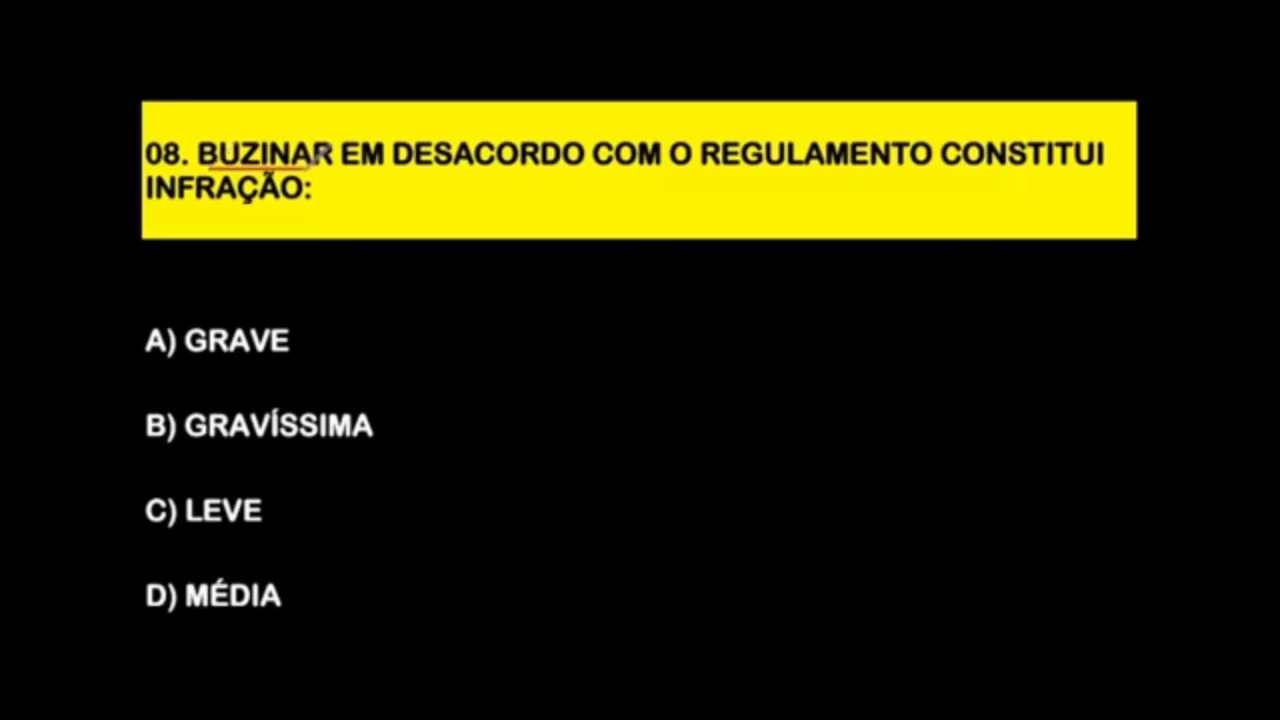 08. BUZINAR EM DESACORDO COM O REGULAMENTO CONSTITUI
INFRAÇÃO:
A) GRAVE
B) GRAVÍSSIMA
C) LEVE
D) MÉDIA